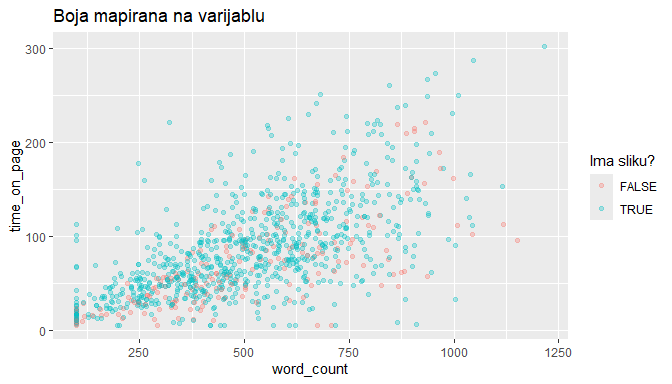 Boja mapirana na varijablu
300
200
100
0
time_on_page
250
500
750
1000
1250
word_count
Ima sliku?
FALSE
TRUE